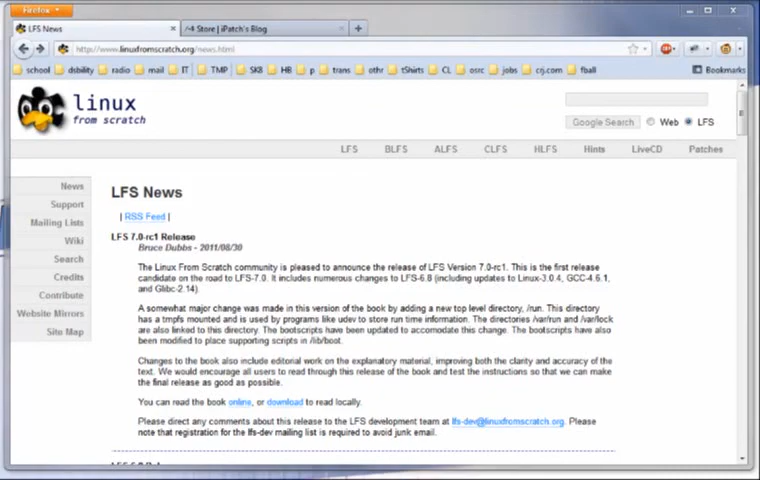 Firefox
LFS News
Store | iPatch's Blog
http://www.linuxfromscratch.org/news.html
school dsbility radio mail IT TMP SK8 HB p trans othr tShirts CL osrc jobs crj.com fball Bookmarks
linux
from scratch
Google Search Web LFS
LFS BLFS ALFS CLFS HLFS Hints LiveCD Patches
News
Support
Mailing Lists
Wiki
Search
Credits
Contribute
Website Mirrors
Site Map
LFS News
| RSS Feed |
LFS 7.0-rc1 Release
Bruce Dubbs - 2011/08/30
The Linux From Scratch community is pleased to announce the release of LFS Version 7.0-rc1. This is the first release
candidate on the road to LFS-7.0. It includes numerous changes to LFS-6.8 (including updates to Linux-3.0.4, GCC-4.6.1,
and Glibc-2.14).
A somewhat major change was made in this version of the book by adding a new top level directory, /run. This directory
has a tmpfs mounted and is used by programs like udev to store run time information. The directories /var/run and /var/lock
are also linked to this directory. The bootscripts have been updated to accomodate this change. The bootscripts have also
been modified to place supporting scripts in /lib/boot.
Changes to the book also include editorial work on the explanatory material, improving both the clarity and accuracy of the
text. We would encourage all users to read through this release of the book and test the instructions so that we can make
the final release as good as possible.
You can read the book online, or download to read locally.
Please direct any comments about this release to the LFS development team at lfs-dev@linuxfromscratch.org. Please
note that registration for the lfs-dev mailing list is required to avoid junk email.